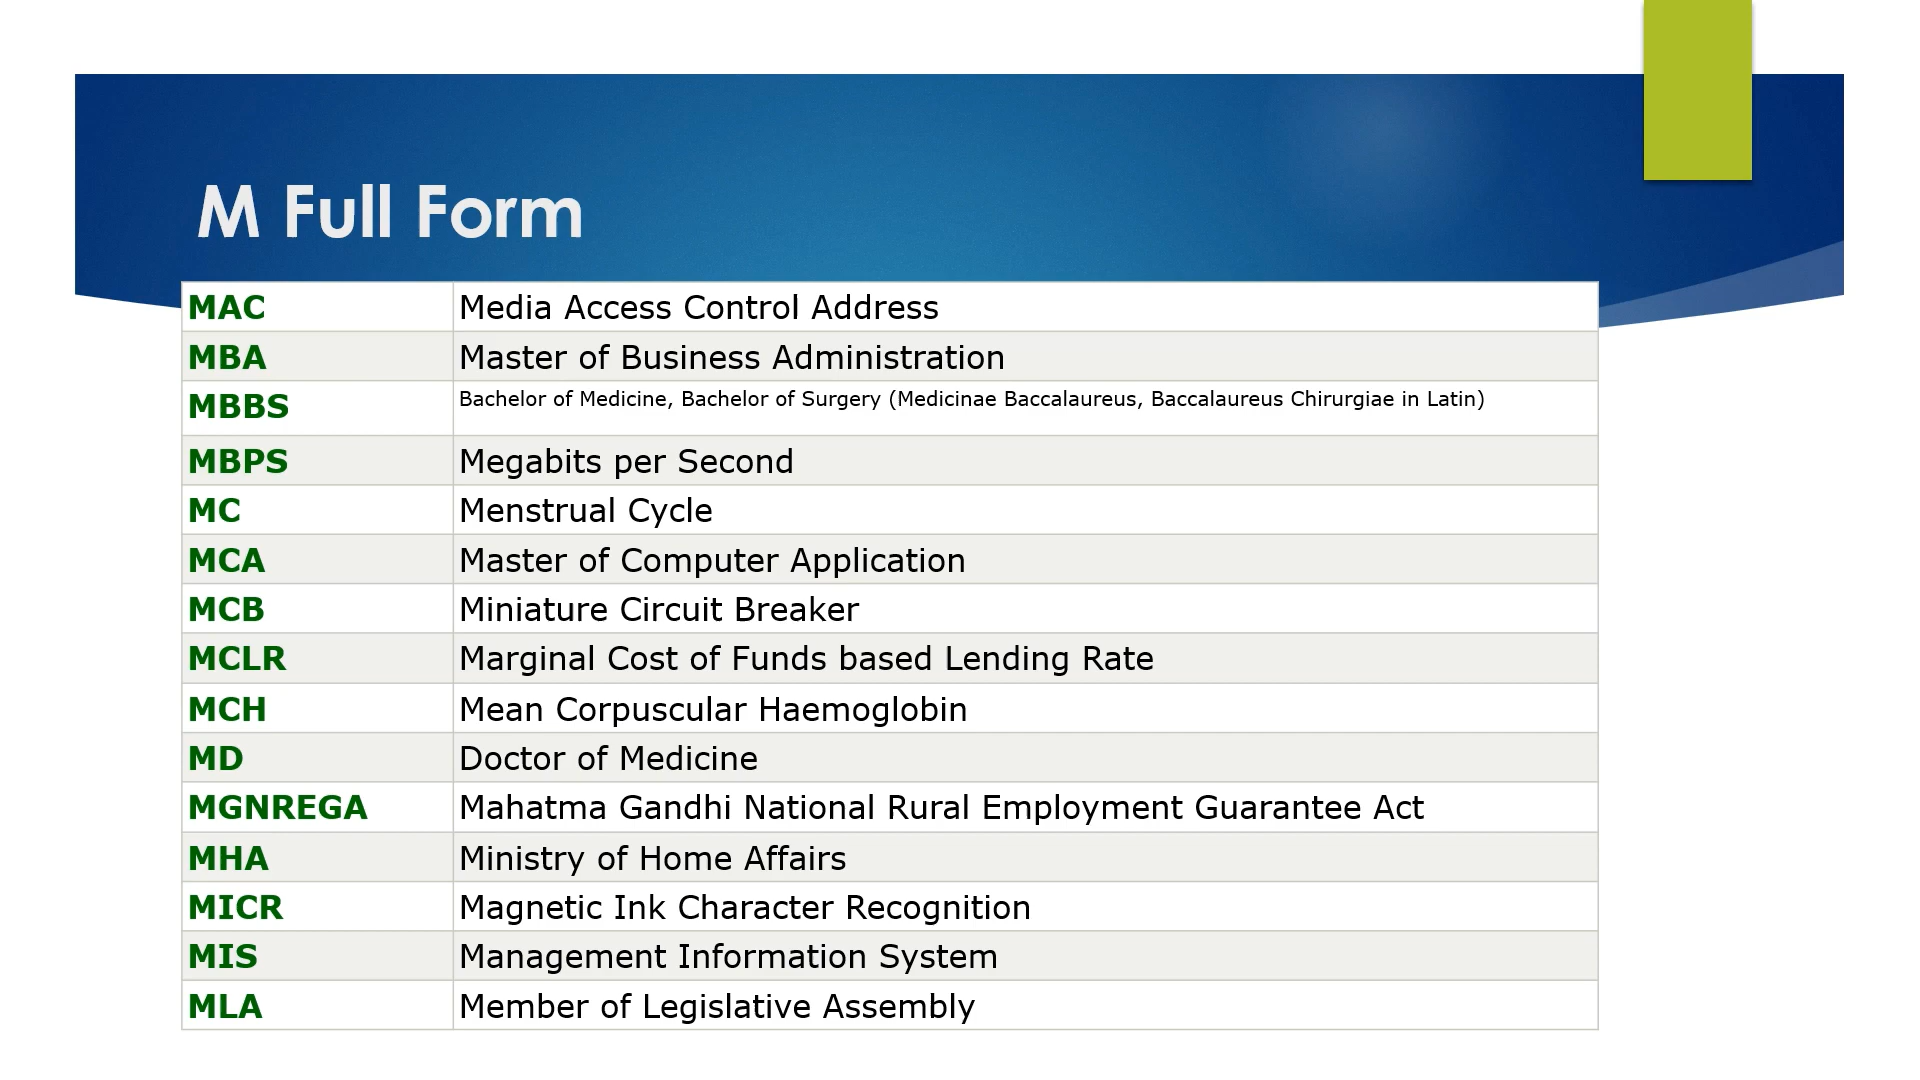 M Full Form
MAC Media Access Control Address
MBA Master of Business Administration
MBBS Bachelor of Medicine, Bachelor of Surgery (Medicinae Baccalaureus, Baccalaureus Chirurgiae in Latin)
MBPS Megabits per Second
MC Menstrual Cycle
MCA Master of Computer Application
MCB Miniature Circuit Breaker
MCLR Marginal Cost of Funds based Lending Rate
MCH Mean Corpuscular Haemoglobin
MD Doctor of Medicine
MGNREGA Mahatma Gandhi National Rural Employment Guarantee Act
MHA Ministry of Home Affairs
MICR Magnetic Ink Character Recognition
MIS Management Information System
MLA Member of Legislative Assembly